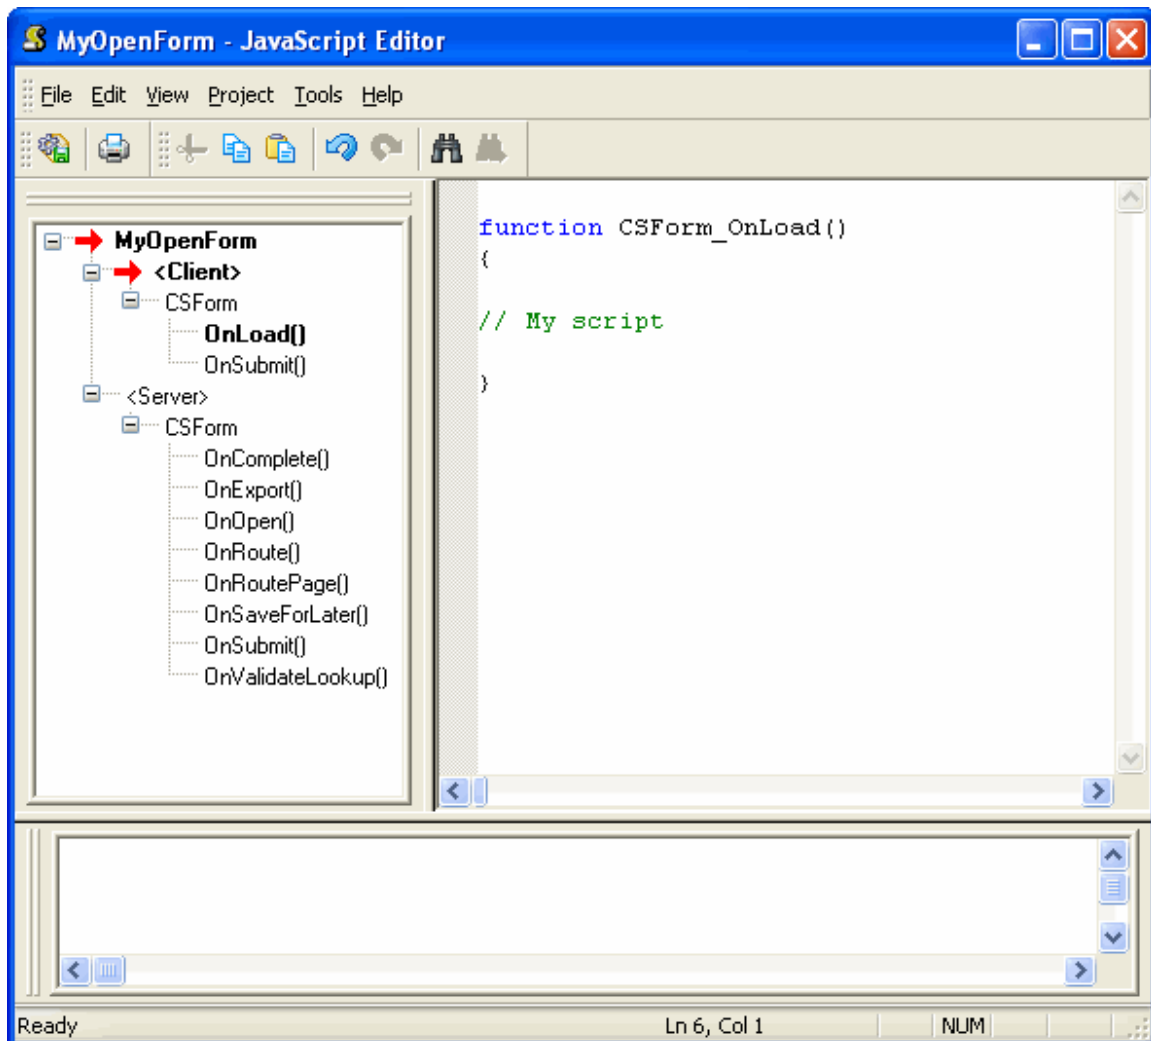 MyOpenForm - JavaScript Editor
File Edit View Project Tools Help
MyOpenForm
<Client>
CSForm
OnLoad()
OnSubmit()
<Server>
CSForm
OnComplete()
OnExport()
OnOpen()
OnRoute()
OnRoutePage()
OnSaveForLater()
OnSubmit()
OnValidateLookup()
function CSForm_OnLoad()
{
// My script
}
Ready Ln 6, Col 1 NUM